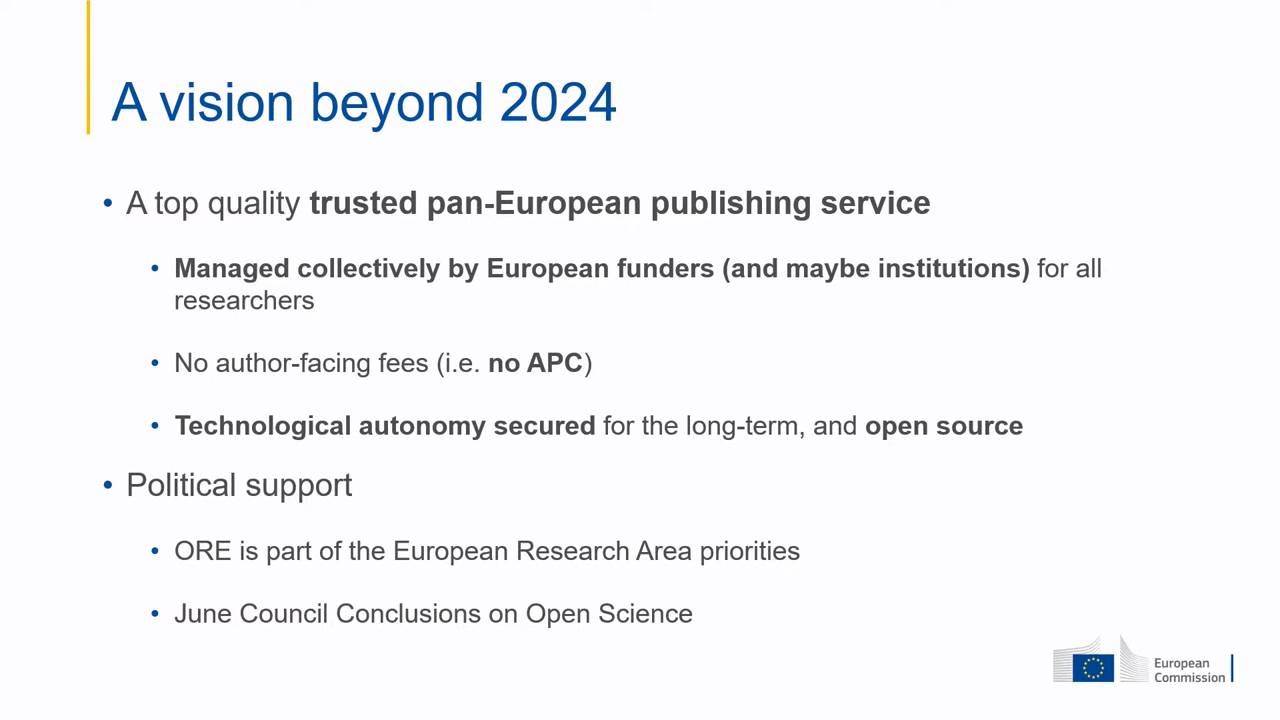 A vision beyond 2024
• A top quality trusted pan-European publishing service
• Managed collectively by European funders (and maybe institutions) for all
researchers
• No author-facing fees (i.e. no APC)
• Technological autonomy secured for the long-term, and open source
• Political support
• ORE is part of the European Research Area priorities
• June Council Conclusions on Open Science
European
Commission